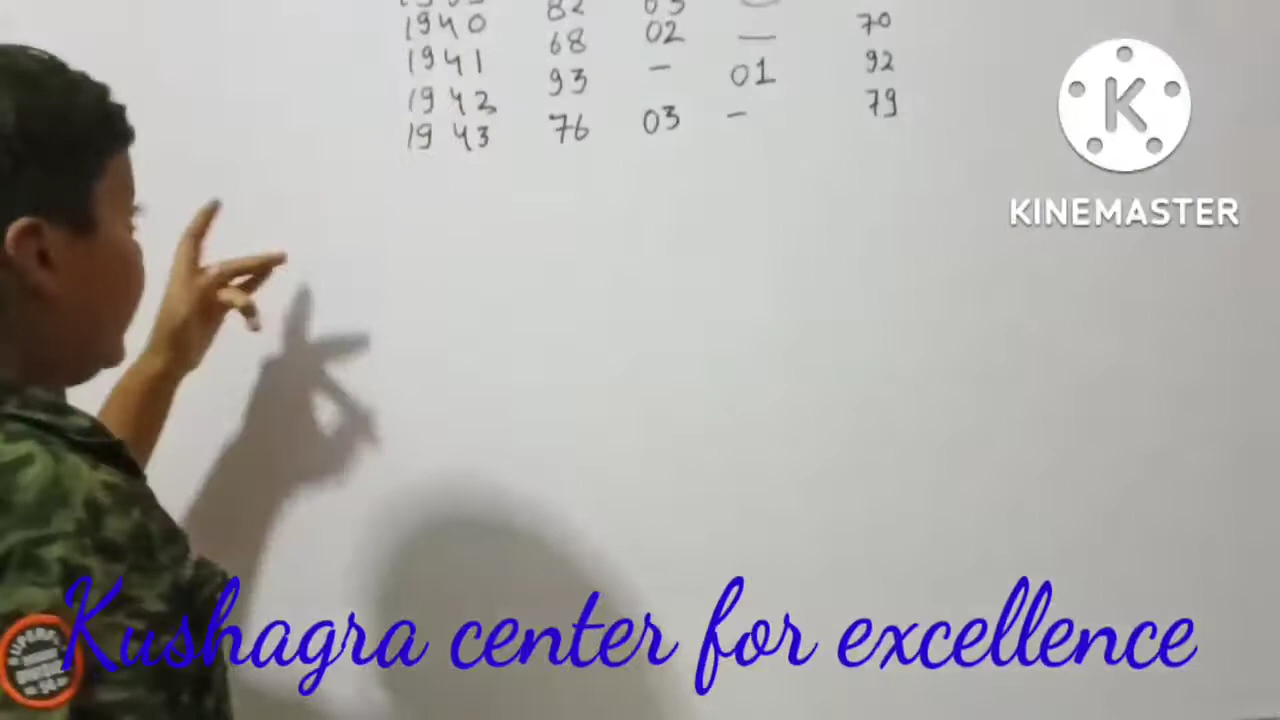 82 03
1940 68 02 — 70
1941 93 – 01 92
1942 76 03 – 79
1943
KINEMASTER
Kushagra center for excellence